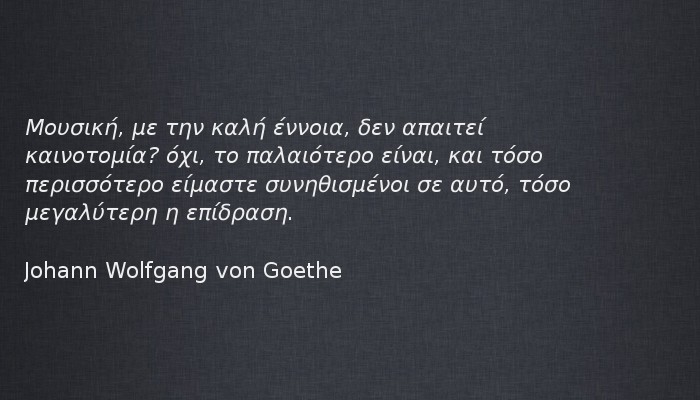 Μουσική, με την καλή έννοια, δεν απαιτεί
καινοτομία? όχι, το παλαιότερο είναι, και τόσο
περισσότερο είμαστε συνηθισμένοι σε αυτό, τόσο
μεγαλύτερη η επίδραση.
Johann Wolfgang von Goethe